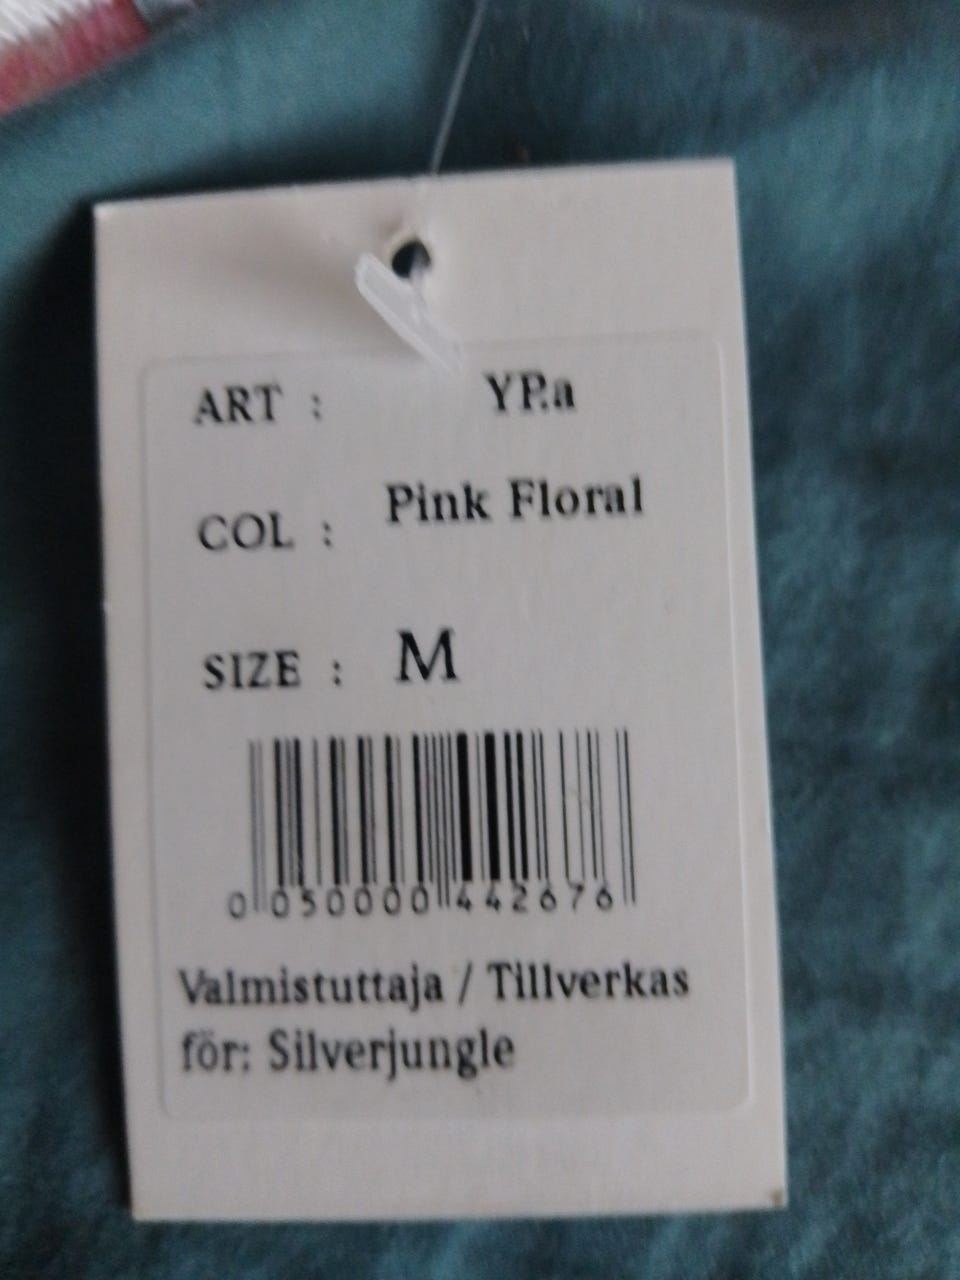 ART : YP.a
COL : Pink Floral
SIZE : M
0 050000 442676
Valmistuttaja / Tillverkas
för: Silverjungle